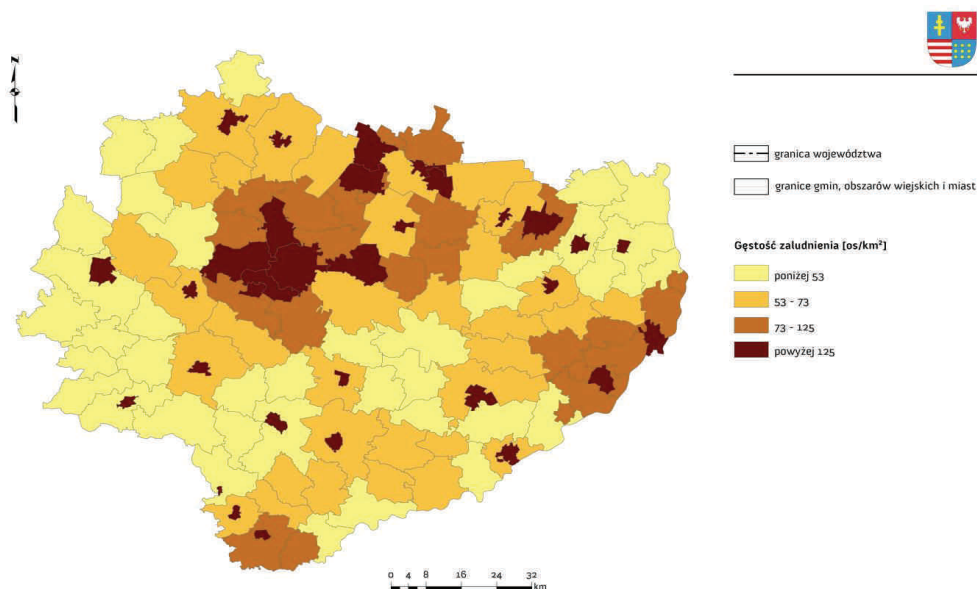 N
granica województwa
granice gmin, obszarów wiejskich i miast
Gęstość zaludnienia [os/km²]
poniżej 53
53 - 73
73 - 125
powyżej 125
0 4 8 16 24 32
km